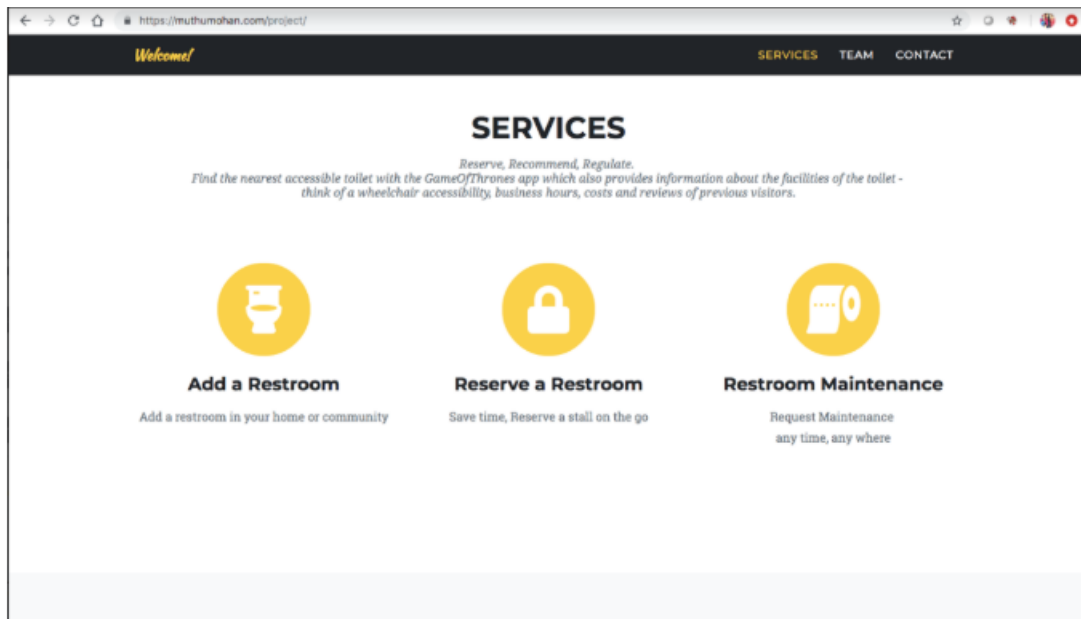 https://muthumohan.com/project/
Welcome!
SERVICES TEAM CONTACT
SERVICES
Reserve, Recommend, Regulate.
Find the nearest accessible toilet with the GameOfThrones app which also provides information about the facilities of the toilet -
think of a wheelchair accessibility, business hours, costs and reviews of previous visitors.
Add a Restroom
Add a restroom in your home or community
Reserve a Restroom
Save time, Reserve a stall on the go
Restroom Maintenance
Request Maintenance
any time, any where